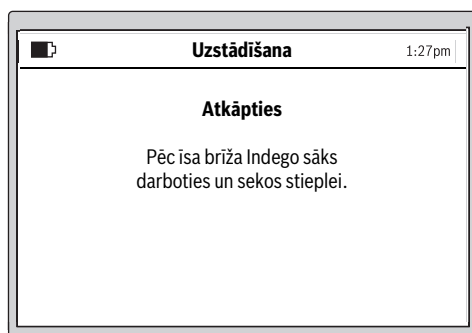 Uzstādīšana 1:27pm
Atkāpties
Pēc īsa brīža Indego sāks
darboties un sekos stieplei.